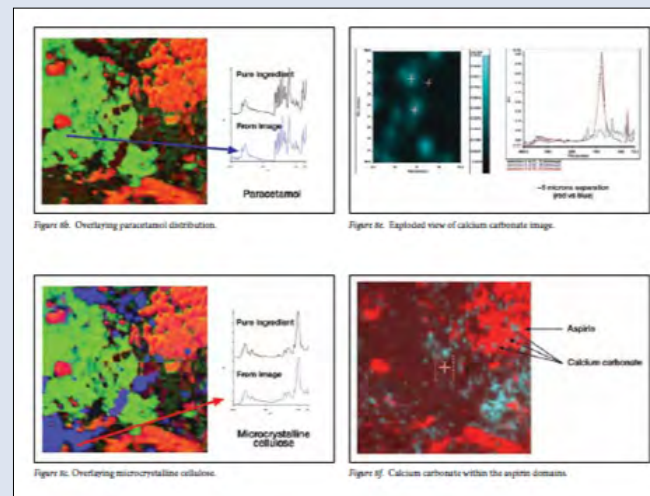 Pure ingredient
From image
Paracetamol
Figure 8b. Overlaying paracetamol distribution.
~5 microns separation
(red vs blue)
Figure 8e. Exploded view of calcium carbonate image.
Pure ingredient
From image
Microcrystalline
cellulose
Figure 8c. Overlaying microcrystalline cellulose.
Aspirin
Calcium carbonate
Figure 8f. Calcium carbonate within the aspirin domains.